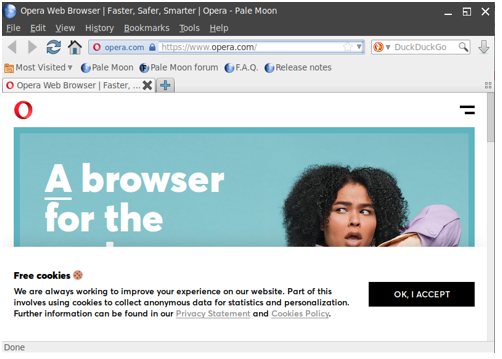 Opera Web Browser | Faster, Safer, Smarter | Opera - Pale Moon
File Edit View History Bookmarks Tools Help
opera.com https://www.opera.com/ DuckDuckGo
Most Visited Pale Moon Pale Moon forum F.A.Q. Release notes
Opera Web Browser | Faster, ...
A browser
for the
Free cookies
We are always working to improve your experience on our website. Part of this
involves using cookies to collect anonymous data for statistics and personalization.
Further information can be found in our Privacy Statement and Cookies Policy.
OK, I ACCEPT
Done